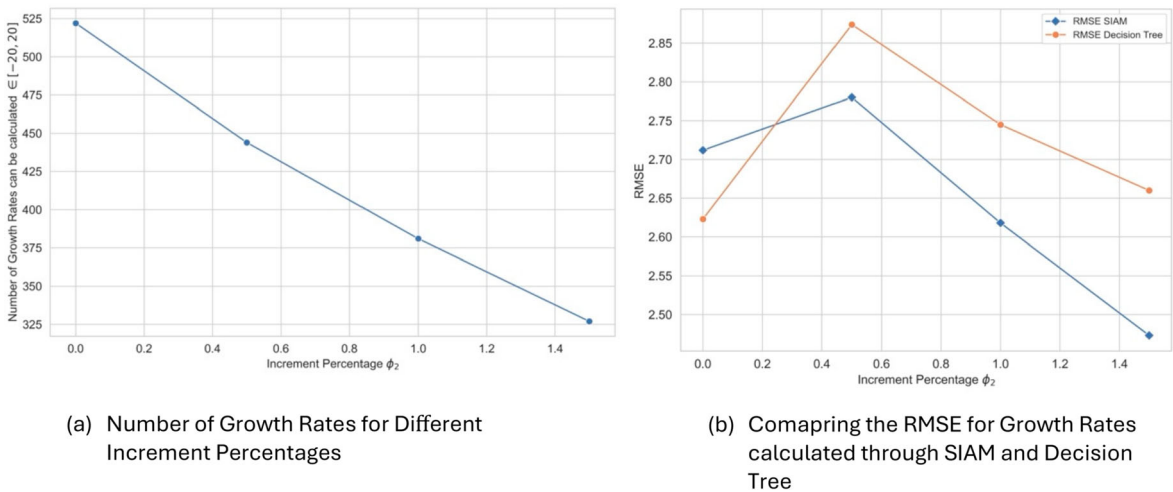 525
500
475
450
425
400
375
350
325
Number of Growth Rates can be calculated ∈ [−20, 20]
0.0 0.2 0.4 0.6 0.8 1.0 1.2 1.4
Increment Percentage ϕ₂
(a) Number of Growth Rates for Different
Increment Percentages
RMSE SIAM
RMSE Decision Tree
2.85
2.80
2.75
2.70
2.65
2.60
2.55
2.50
RMSE
0.0 0.2 0.4 0.6 0.8 1.0 1.2 1.4
Increment Percentage ϕ₂
(b) Comapring the RMSE for Growth Rates
calculated through SIAM and Decision
Tree